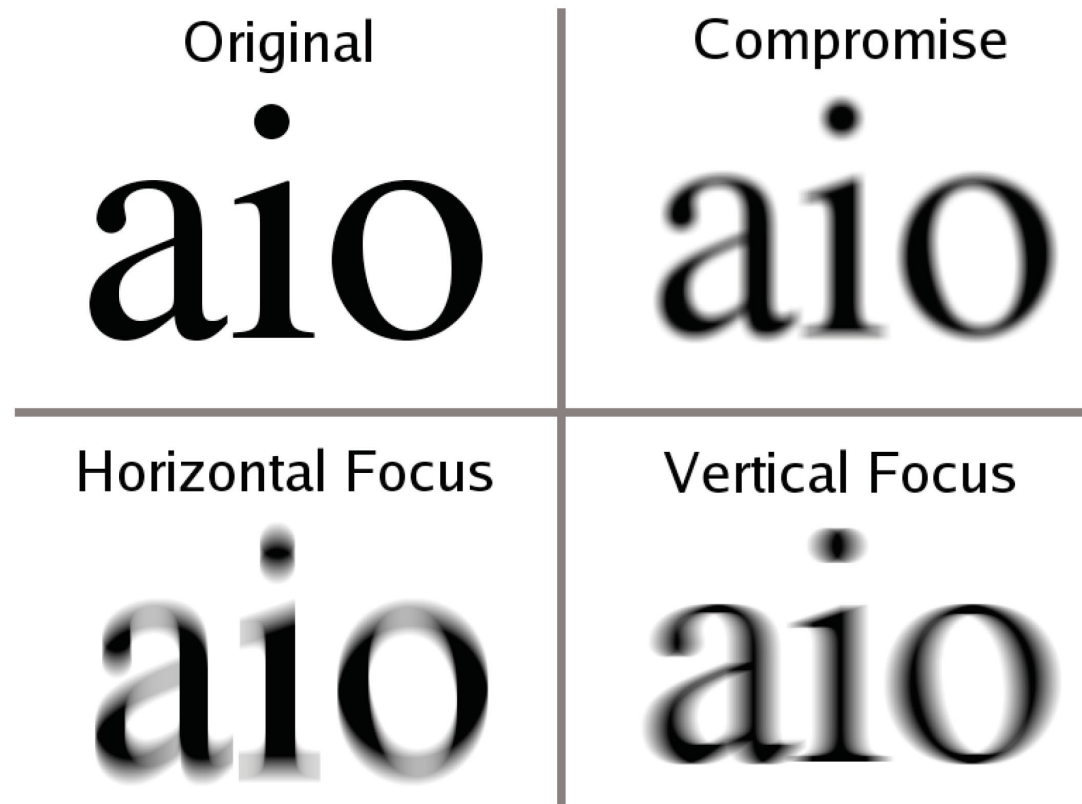 Original
aio
Compromise
aio
Horizontal Focus
aio
Vertical Focus
aio